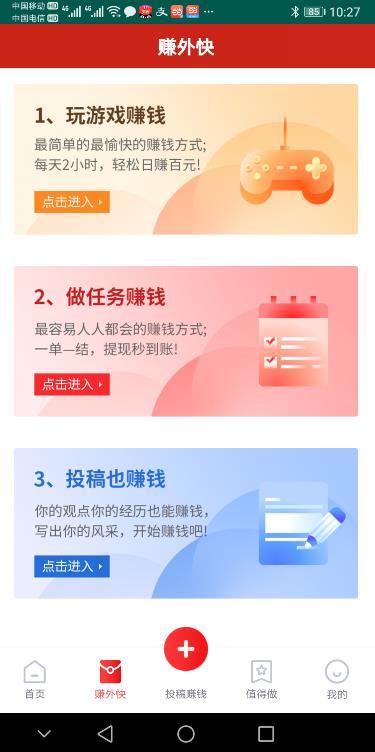 中国移动 HD 4G 4G 85 10:27
中国电信 HD
赚外快
1、玩游戏赚钱
最简单的最愉快的赚钱方式;
每天2小时，轻松日赚百元!
点击进入
2、做任务赚钱
最容易人人都会的赚钱方式;
一单一结，提现秒到账!
点击进入
3、投稿也赚钱
你的观点你的经历也能赚钱，
写出你的风采，开始赚钱吧!
点击进入
首页 赚外快 投稿赚钱 值得做 我的